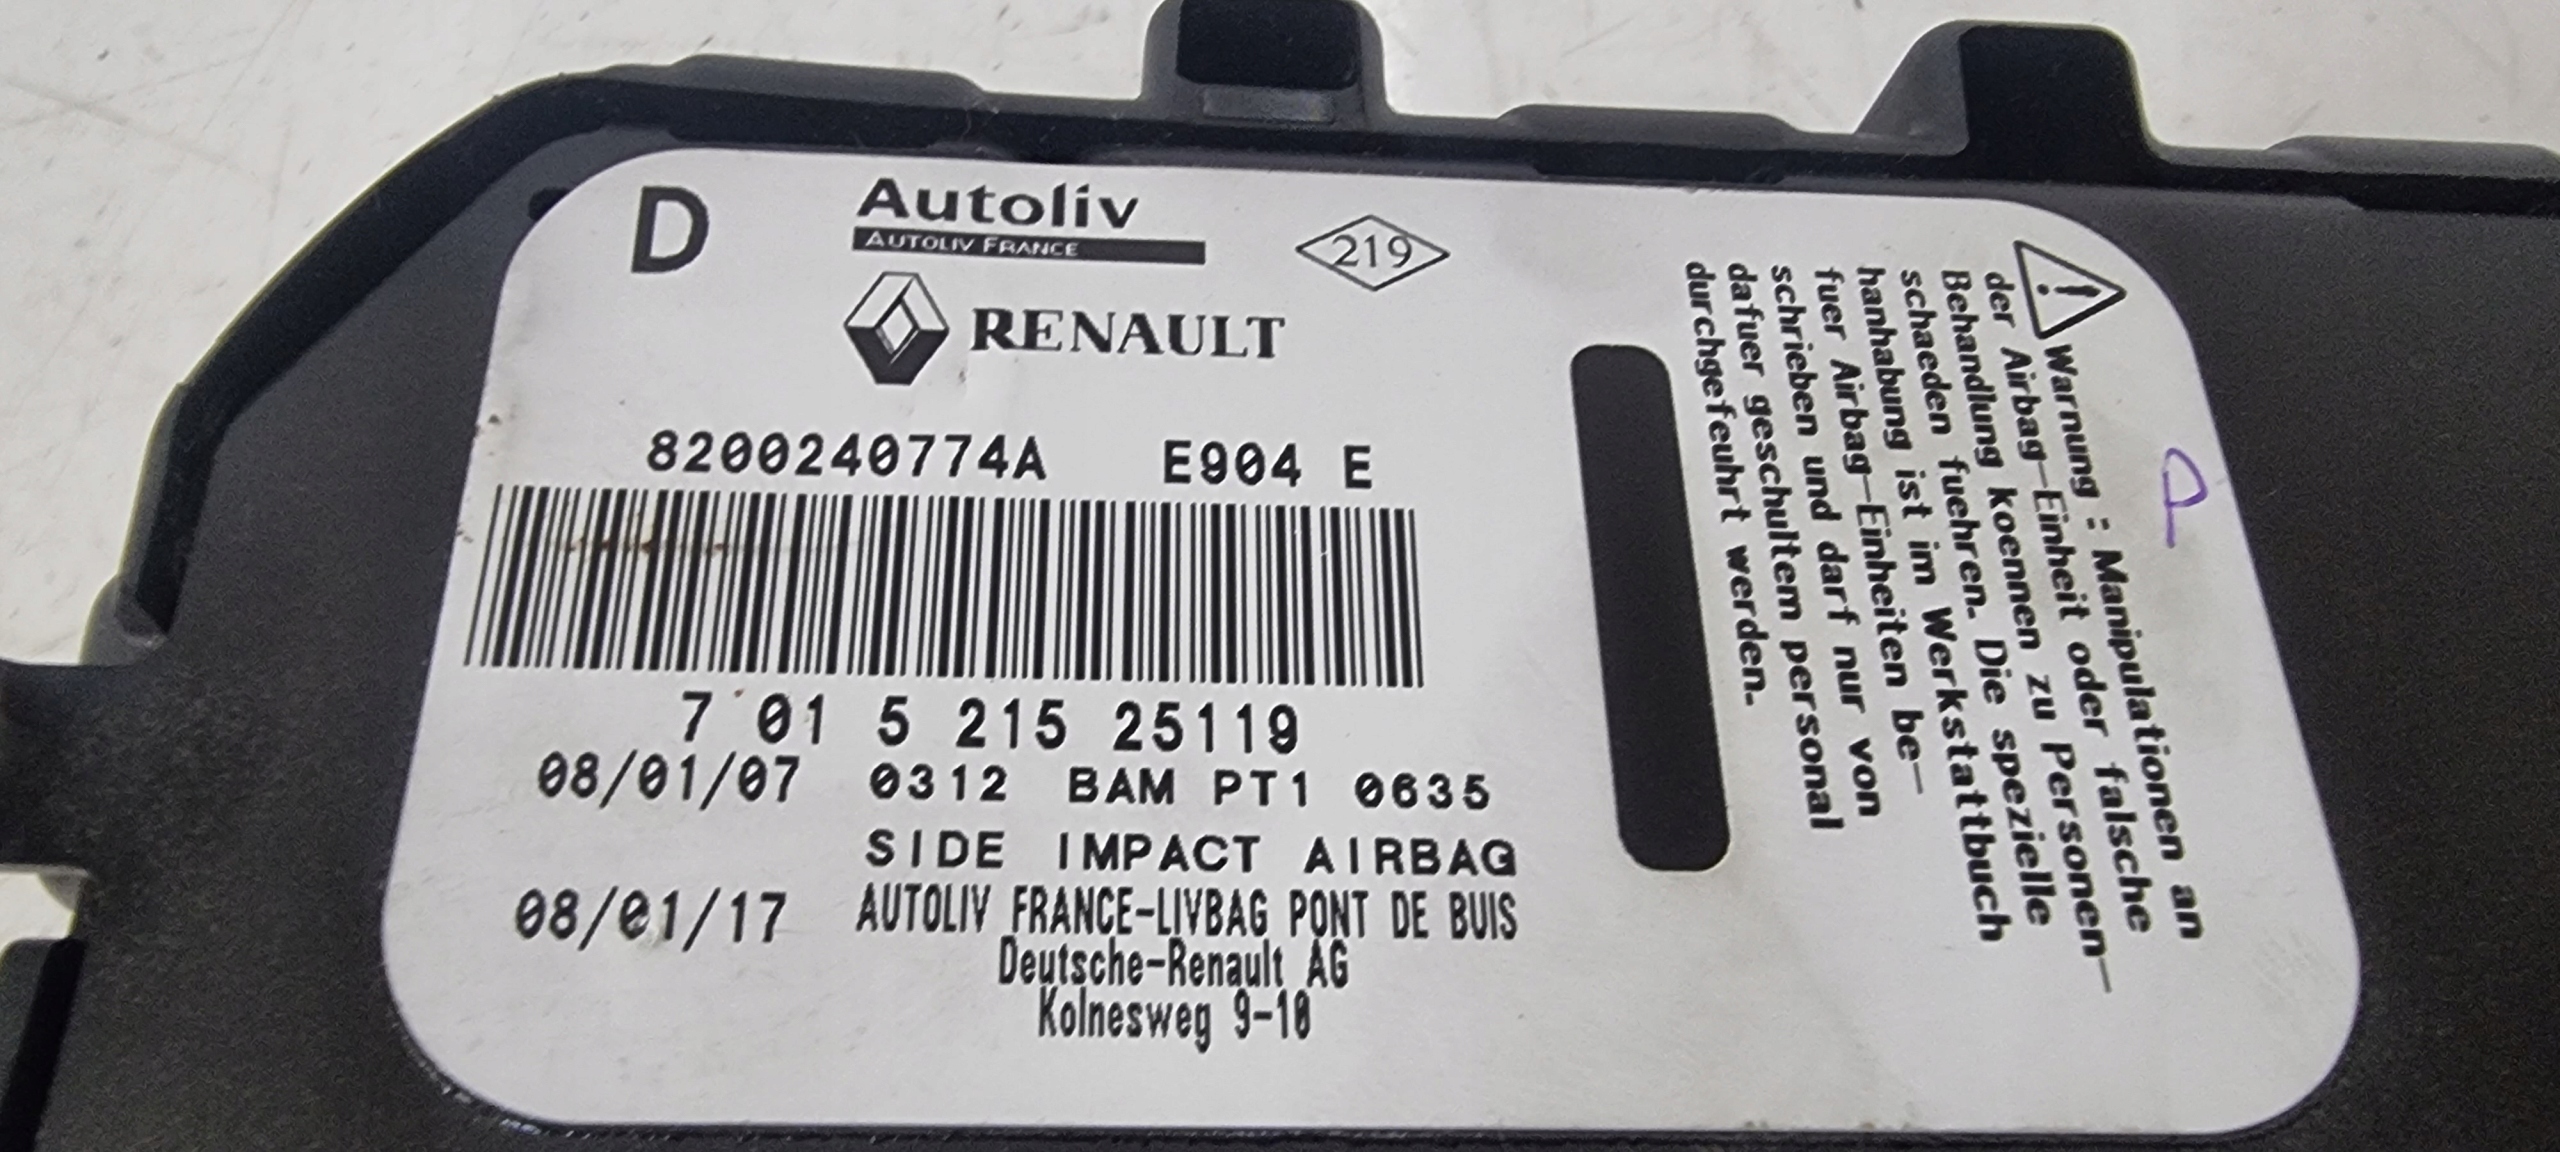 D
Autoliv
AUTOLIV FRANCE
219
RENAULT
8200240774A E904 E
7 01 5 215 25119
08/01/07 0312 BAM PT1 0635
SIDE IMPACT AIRBAG
08/01/17 AUTOLIV FRANCE-LIVBAG PONT DE BUIS
Deutsche-Renault AG
Kolnesweg 9-10
Warnung : Manipulationen an
der Airbag-Einheit oder falsche
Behandlung koennen zu Personen-
schaeden fuehren. Die spezielle
hanhabung ist im Werkstattbuch
fuer Airbag-Einheiten be-
schrieben und darf nur von
dafuer geschultem personal
durchgefeuhrt werden.